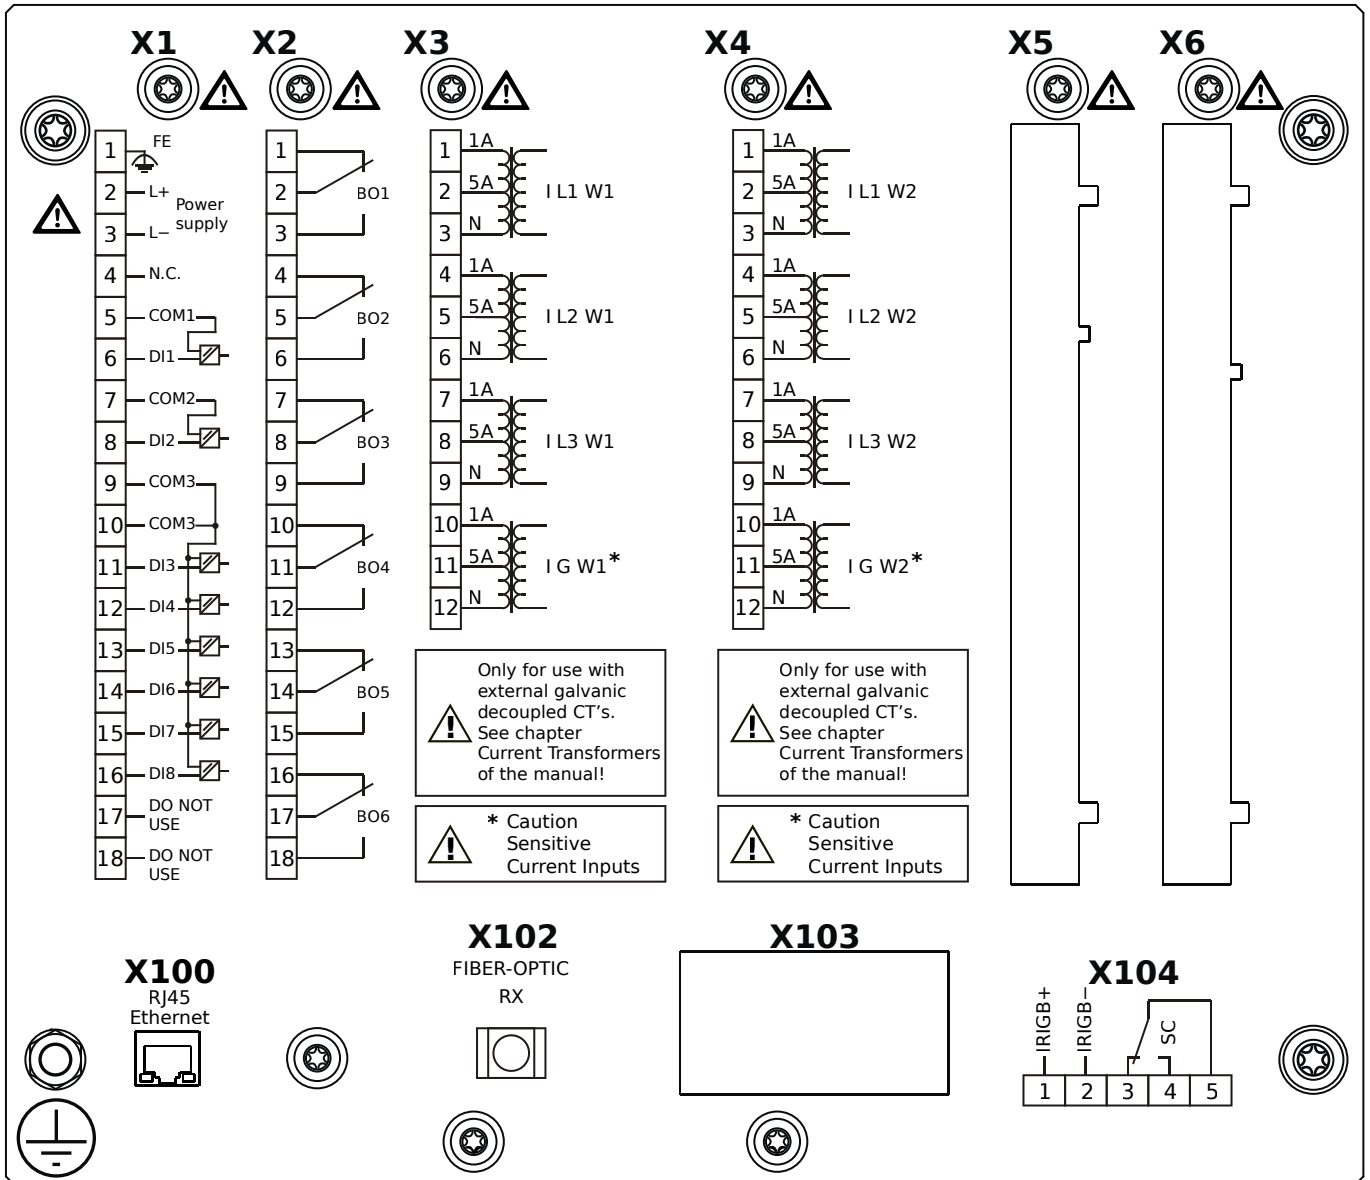 X1
X2
X3
X4
X5
X6
1 FE
2 L+
Power
supply
3 L−
4 N.C.
5 COM1
6 DI1
7 COM2
8 DI2
9 COM3
10 COM3
11 DI3
12 DI4
13 DI5
14 DI6
15 DI7
16 DI8
17 DO NOT
USE
18 DO NOT
USE
1
2 BO1
3
4
5 BO2
6
7
8 BO3
9
10
11 BO4
12
13
14 BO5
15
16
17 BO6
18
1 1A
2 5A I L1 W1
3 N
4 1A
5 5A I L2 W1
6 N
7 1A
8 5A I L3 W1
9 N
10 1A
11 5A I G W1*
12 N
Only for use with
external galvanic
decoupled CT's.
See chapter
Current Transformers
of the manual!
* Caution
Sensitive
Current Inputs
1 1A
2 5A I L1 W2
3 N
4 1A
5 5A I L2 W2
6 N
7 1A
8 5A I L3 W2
9 N
10 1A
11 5A I G W2*
12 N
Only for use with
external galvanic
decoupled CT's.
See chapter
Current Transformers
of the manual!
* Caution
Sensitive
Current Inputs
X100
RJ45
Ethernet
X102
FIBER-OPTIC
RX
X103
X104
IRIGB+
IRIGB−
SC
1 2 3 4 5